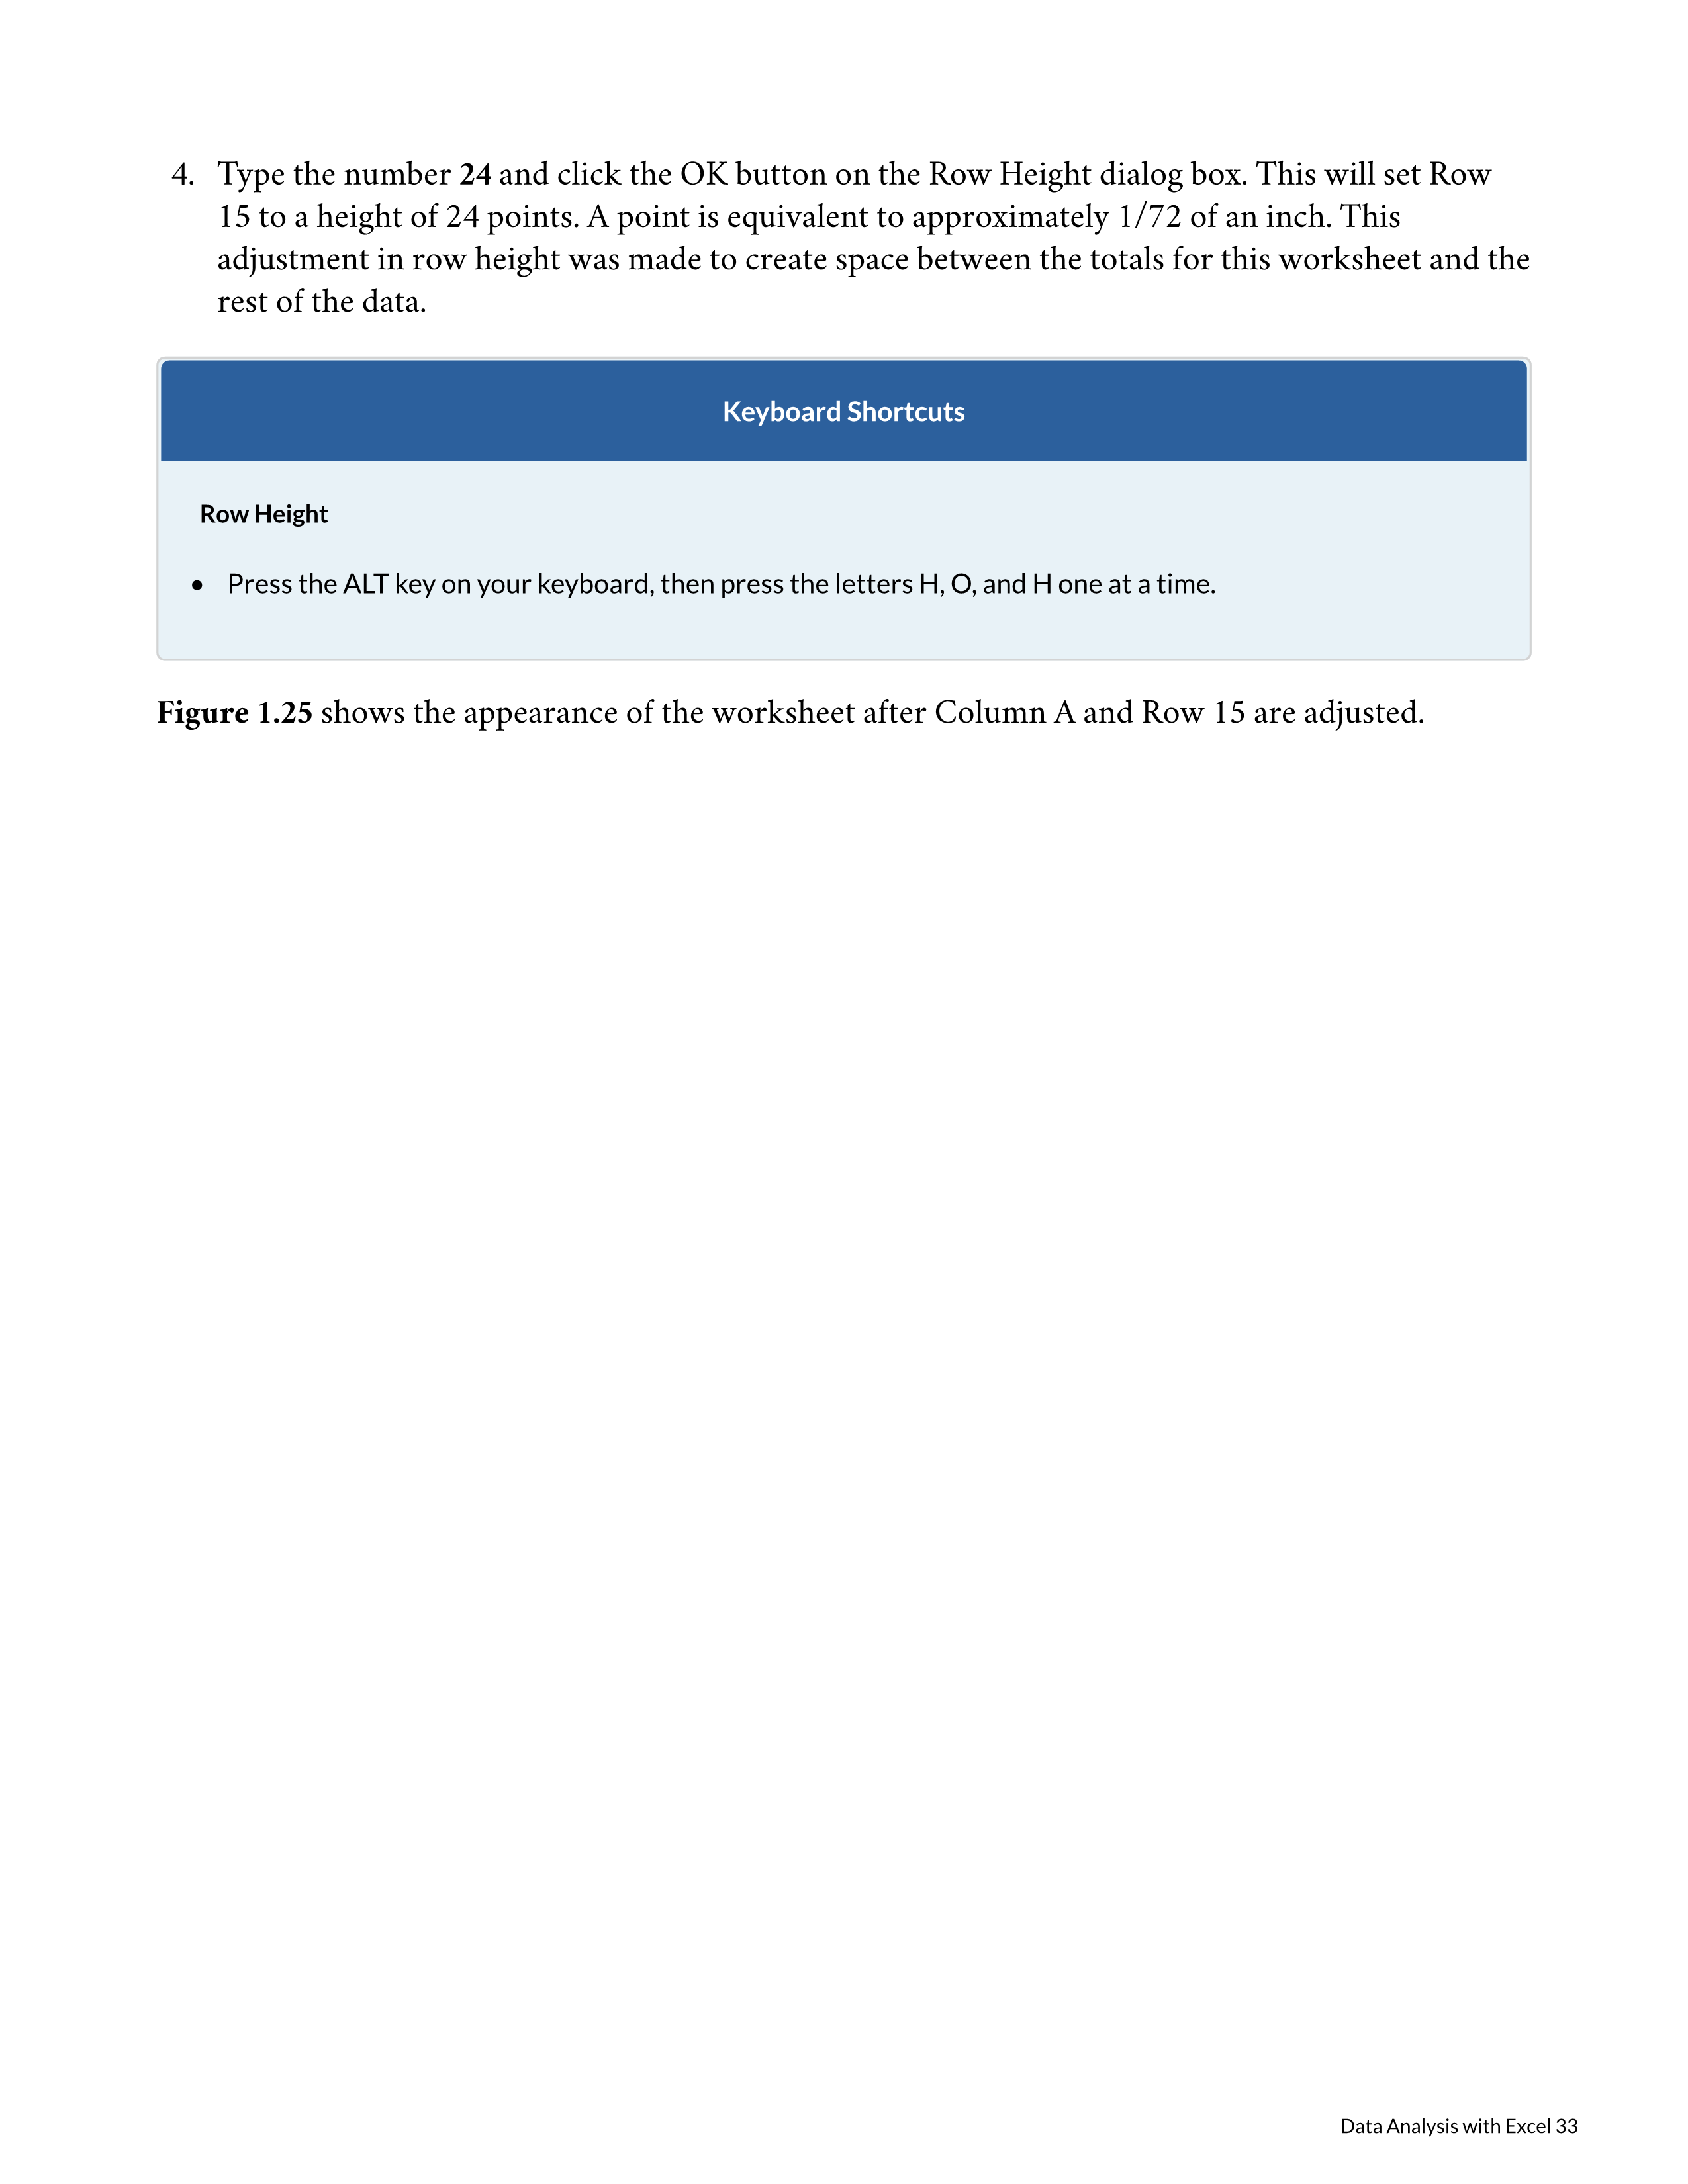 4. Type the number 24 and click the OK button on the Row Height dialog box. This will set Row
15 to a height of 24 points. A point is equivalent to approximately 1/72 of an inch. This
adjustment in row height was made to create space between the totals for this worksheet and the
rest of the data.
Keyboard Shortcuts
Row Height
• Press the ALT key on your keyboard, then press the letters H, O, and H one at a time.
Figure 1.25 shows the appearance of the worksheet after Column A and Row 15 are adjusted.
Data Analysis with Excel 33